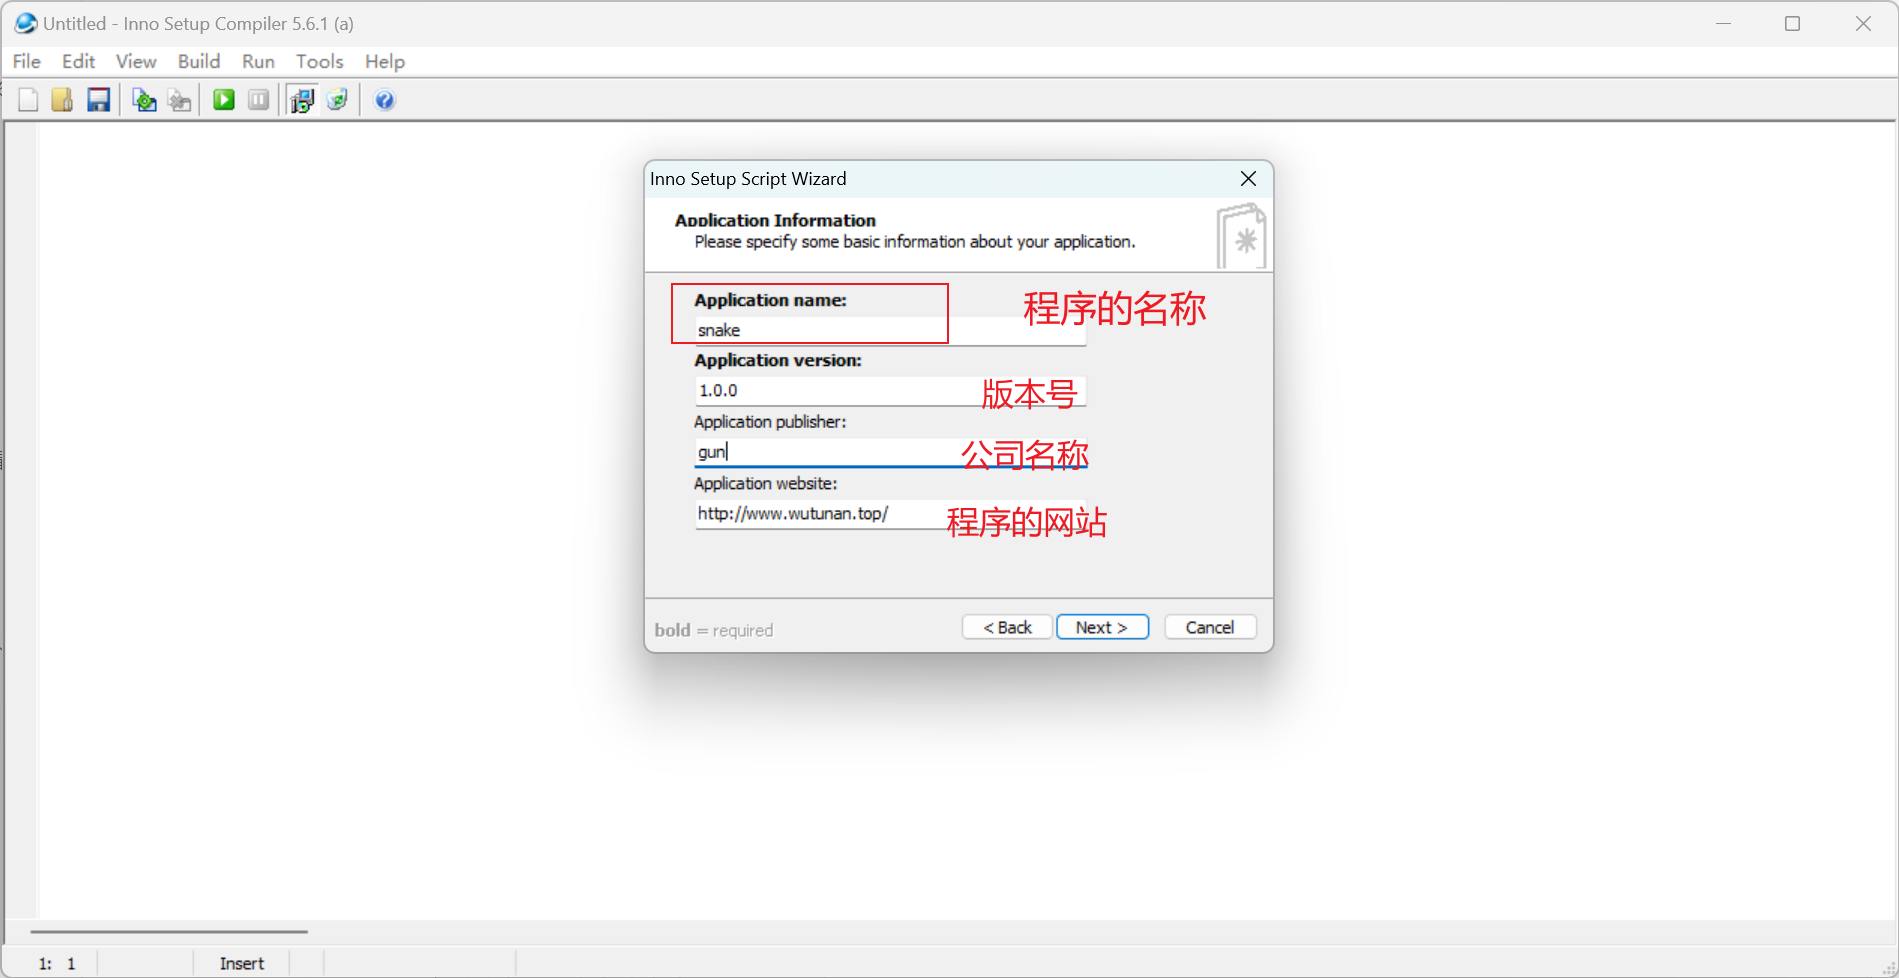 Untitled - Inno Setup Compiler 5.6.1 (a)
File Edit View Build Run Tools Help
Inno Setup Script Wizard
Application Information
Please specify some basic information about your application.
Application name:
程序的名称
snake
Application version:
1.0.0
版本号
Application publisher:
gun
公司名称
Application website:
http://www.wutunan.top/
程序的网站
bold = required
< Back
Next >
Cancel
1: 1
Insert